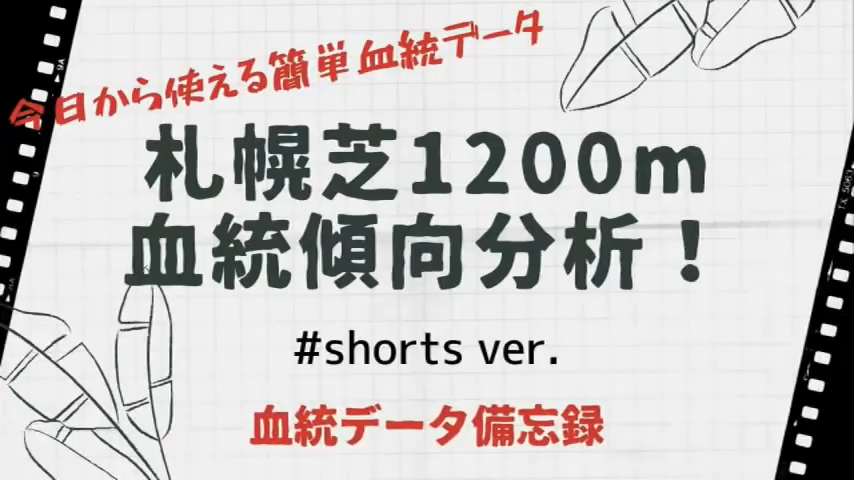 今日から使える簡単血統データ
札幌芝1200m
血統傾向分析！
#shorts ver.
血統データ備忘録
TX 5063